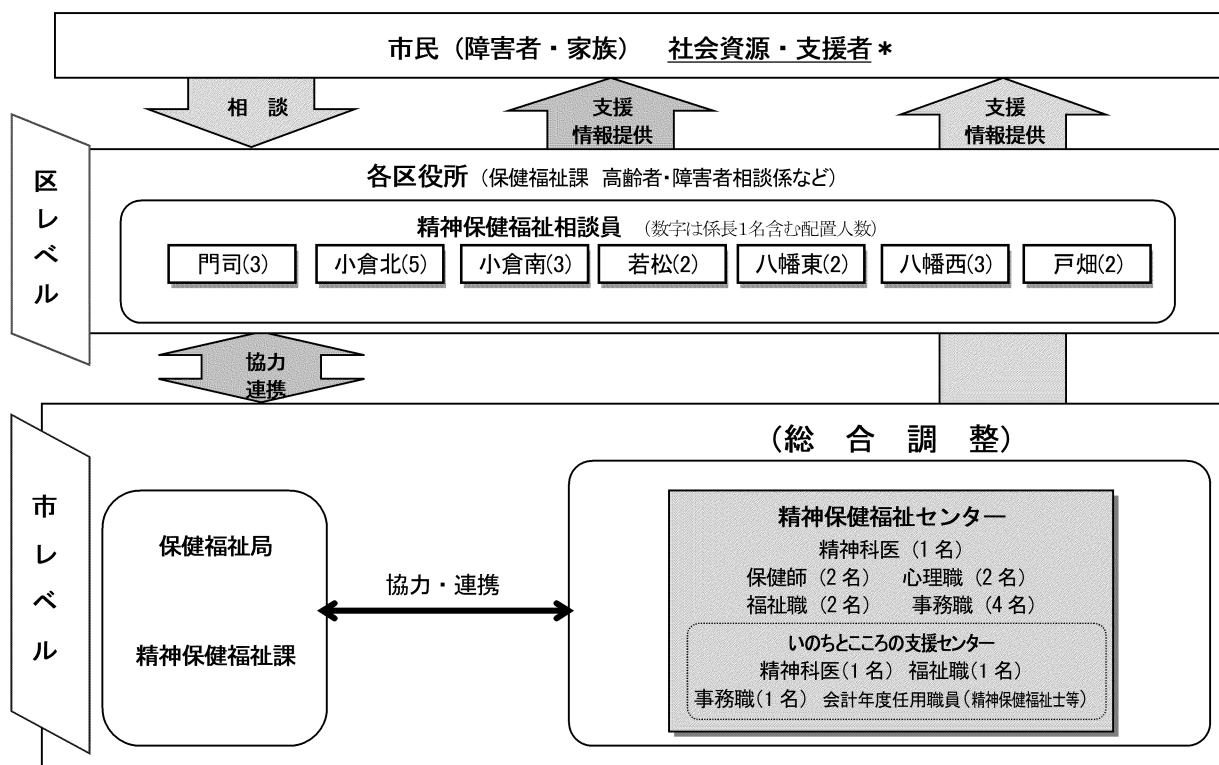 市民（障害者・家族）　社会資源・支援者＊
相　談
支援
情報提供
支援
情報提供
区レベル
各区役所（保健福祉課　高齢者・障害者相談係など）
精神保健福祉相談員　（数字は係長1名含む配置人数）
門司(3)　小倉北(5)　小倉南(3)　若松(2)　八幡東(2)　八幡西(3)　戸畑(2)
協力
連携
市レベル
（総　合　調　整）
保健福祉局
精神保健福祉課
協力・連携
精神保健福祉センター
精神科医（1名）
保健師（2名）　心理職（2名）
福祉職（2名）　事務職（4名）
いのちとこころの支援センター
精神科医（1名）　福祉職（1名）
事務職（1名）　会計年度任用職員（精神保健福祉士等）